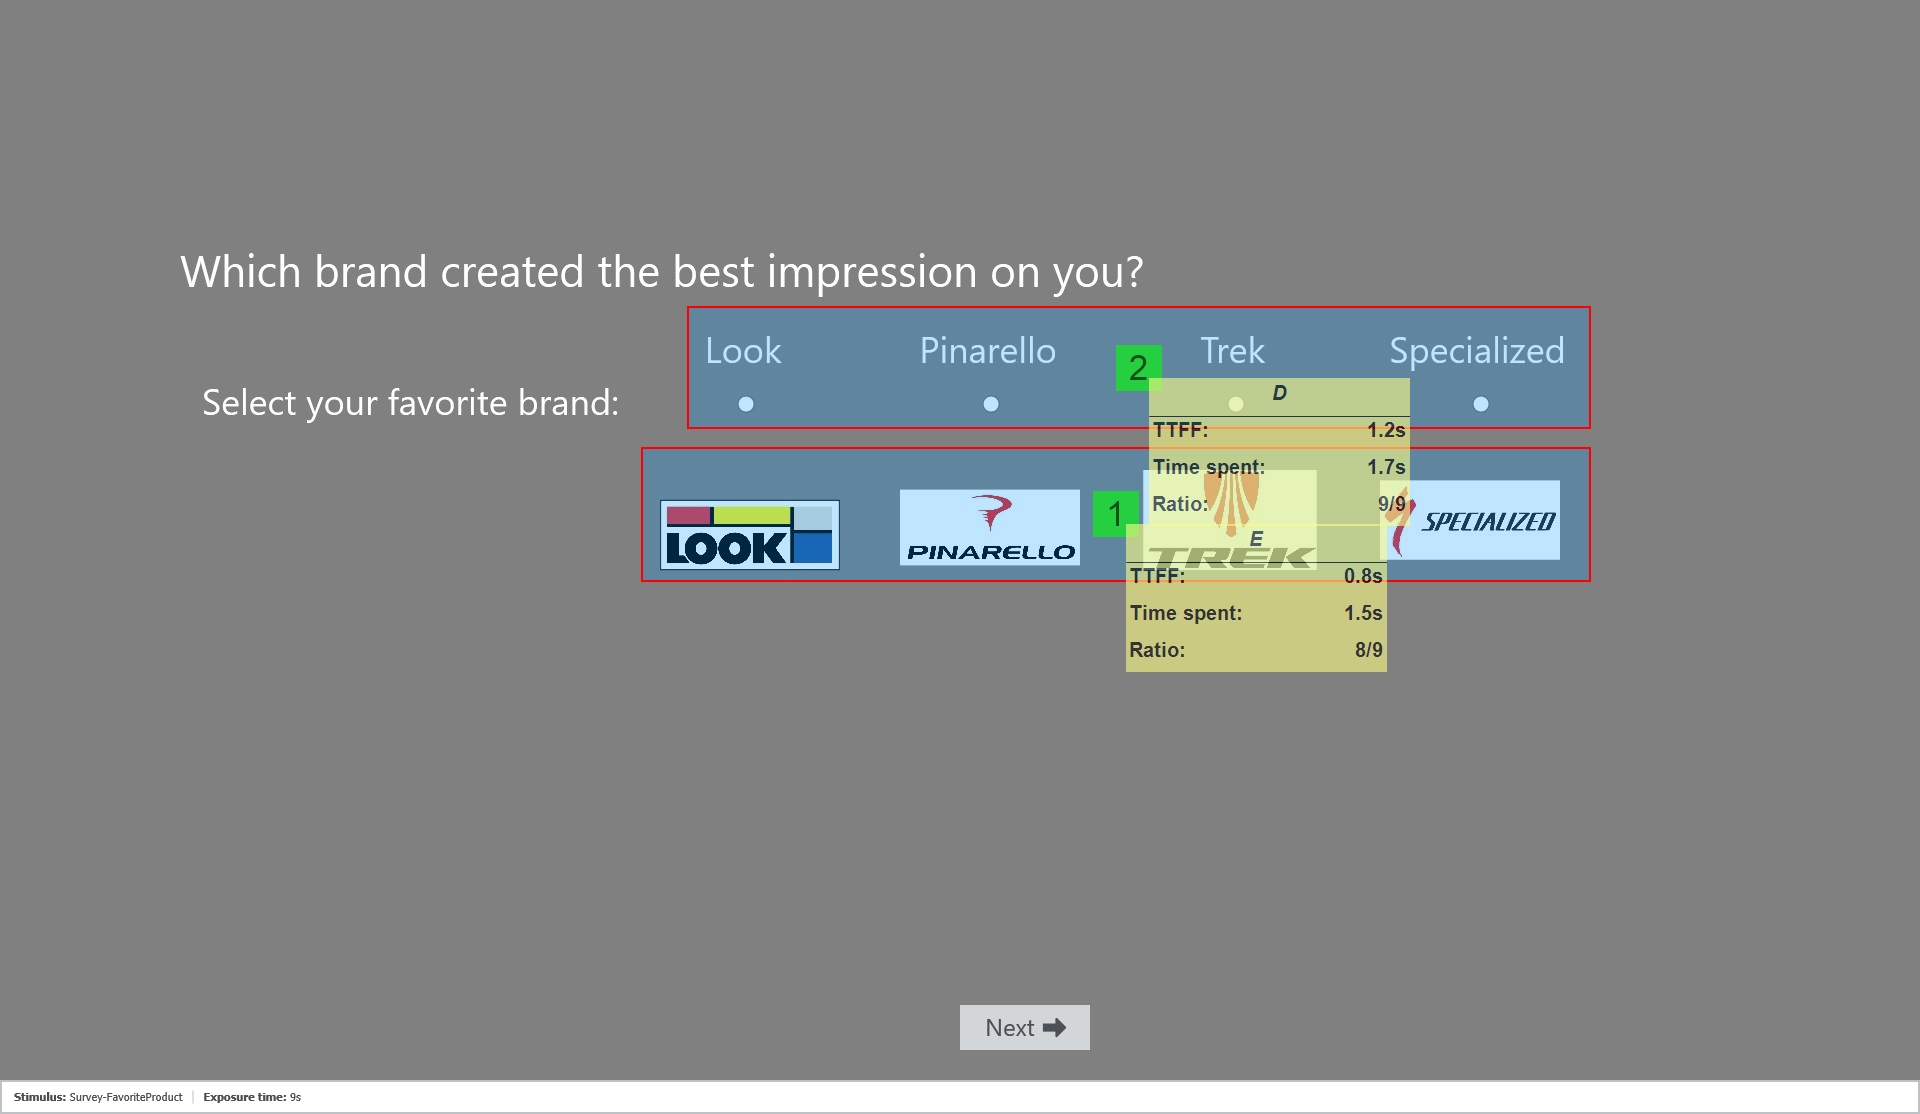 Which brand created the best impression on you?
Look Pinarello Trek Specialized
2
D
Select your favorite brand:
TTFF: 1.2s
Time spent: 1.7s
Ratio: 9/9
1
LOOK PINARELLO TREK SPECIALIZED
E
TTFF: 0.8s
Time spent: 1.5s
Ratio: 8/9
Next
Stimulus: Survey-FavoriteProduct Exposure time: 9s